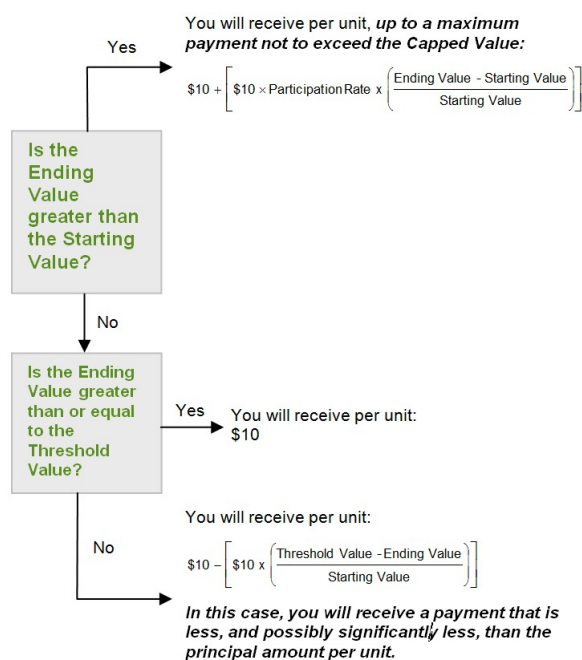 You will receive per unit, up to a maximum
Yes
payment not to exceed the Capped Value:
$10 + [$10 × Participation Rate x (Ending Value - Starting Value
Starting Value)]
Is the
Ending
Value
greater than
the Starting
Value?
No
Is the Ending
Value greater
than or equal
to the
Threshold
Value?
Yes
You will receive per unit:
$10
No
You will receive per unit:
$10 − [$10 x (Threshold Value - Ending Value
Starting Value)]
In this case, you will receive a payment that is
less, and possibly significantly less, than the
principal amount per unit.